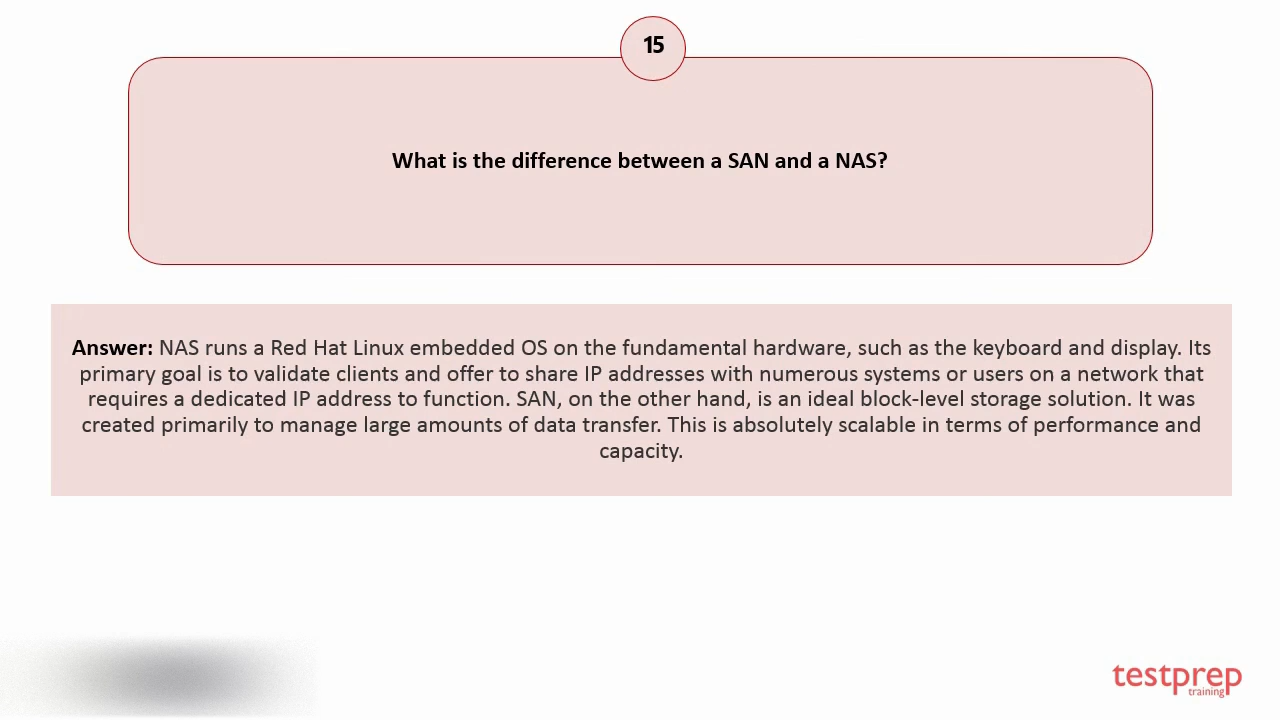 15
What is the difference between a SAN and a NAS?
Answer: NAS runs a Red Hat Linux embedded OS on the fundamental hardware, such as the keyboard and display. Its
primary goal is to validate clients and offer to share IP addresses with numerous systems or users on a network that
requires a dedicated IP address to function. SAN, on the other hand, is an ideal block-level storage solution. It was
created primarily to manage large amounts of data transfer. This is absolutely scalable in terms of performance and
capacity.
testprep
training